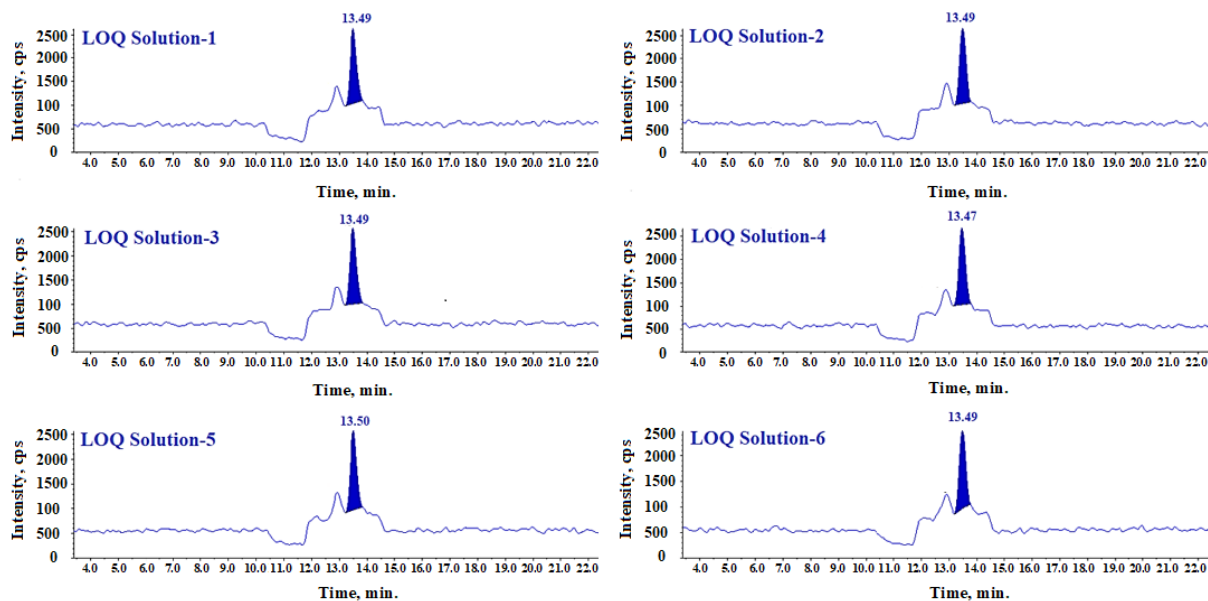 13.49
LOQ Solution-1
Intensity, cps
2500
2000
1500
100
500
0
4.0 5.0 6.0 7.0 8.0 9.0 10.0 11.0 12.0 13.0 14.0 15.0 16.0 17.0 18.0 19.0 20.0 21.0 22.0
Time, min.
13.49
LOQ Solution-2
Intensity, cps
2500
2000
1500
100
500
0
4.0 5.0 6.0 7.0 8.0 9.0 10.0 11.0 12.0 13.0 14.0 15.0 16.0 17.0 18.0 19.0 20.0 21.0 22.0
Time, min.
13.49
LOQ Solution-3
Intensity, cps
2500
2000
1500
100
500
0
4.0 5.0 6.0 7.0 8.0 9.0 10.0 11.0 12.0 13.0 14.0 15.0 16.0 17.0 18.0 19.0 20.0 21.0 22.0
Time, min.
13.47
LOQ Solution-4
Intensity, cps
2500
2000
1500
100
500
0
4.0 5.0 6.0 7.0 8.0 9.0 10.0 11.0 12.0 13.0 14.0 15.0 16.0 17.0 18.0 19.0 20.0 21.0 22.0
Time, min.
13.50
LOQ Solution-5
Intensity, cps
2500
2000
1500
100
500
0
4.0 5.0 6.0 7.0 8.0 9.0 10.0 11.0 12.0 13.0 14.0 15.0 16.0 17.0 18.0 19.0 20.0 21.0 22.0
Time, min.
13.49
LOQ Solution-6
Intensity, cps
2500
2000
1500
100
500
0
4.0 5.0 6.0 7.0 8.0 9.0 10.0 11.0 12.0 13.0 14.0 15.0 16.0 17.0 18.0 19.0 20.0 21.0 22.0
Time, min.